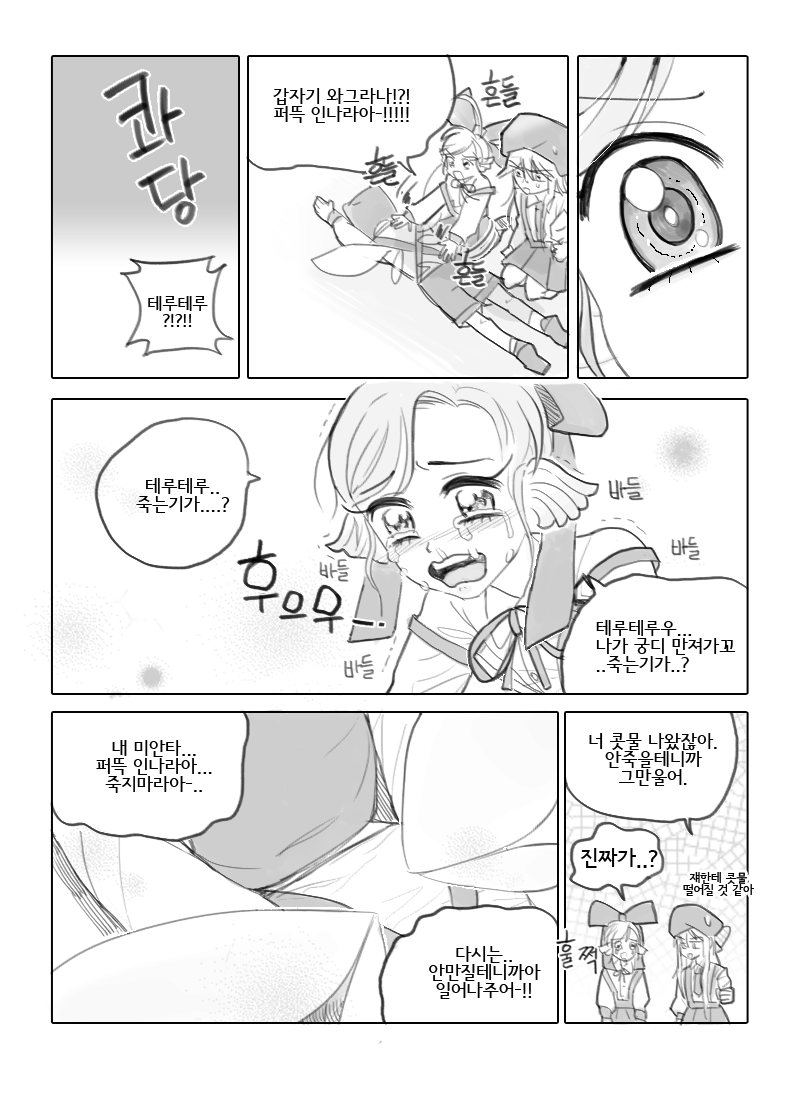 콰
당
테루테루
?!?!!
갑자기 와그라나!?!
퍼뜩 인나라아-!!!!!
흔들
흔들
흔들
테루테루..
죽는기가....?
후으우ㅡ...
바들
바들
바들
바들
테루테루우...
나가 궁디 만져가꼬
..죽는기가..?
내 미안타...
퍼뜩 인나라아...
죽지마라아-..
다시는..
안만질테니까아
일어나주어-!!
너 콧물 나왔잖아.
안죽을테니까
그만울어.
진짜가..?
쟤한테 콧물
떨어질 것 같아
훌쩍